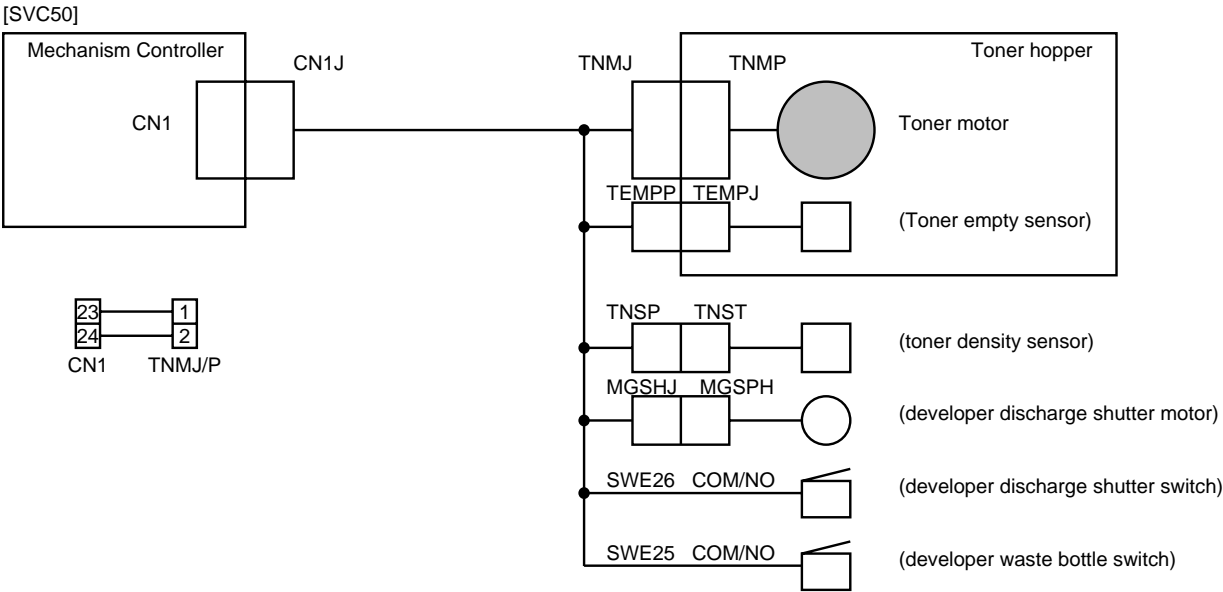 [SVC50]
Mechanism Controller
CN1J
TNMJ
TNMP
Toner hopper
CN1
Toner motor
TEMPP TEMPJ
(Toner empty sensor)
23 1
24 2
CN1 TNMJ/P
TNSP TNST
(toner density sensor)
MGSHJ MGSPH
(developer discharge shutter motor)
SWE26 COM/NO
(developer discharge shutter switch)
SWE25 COM/NO
(developer waste bottle switch)